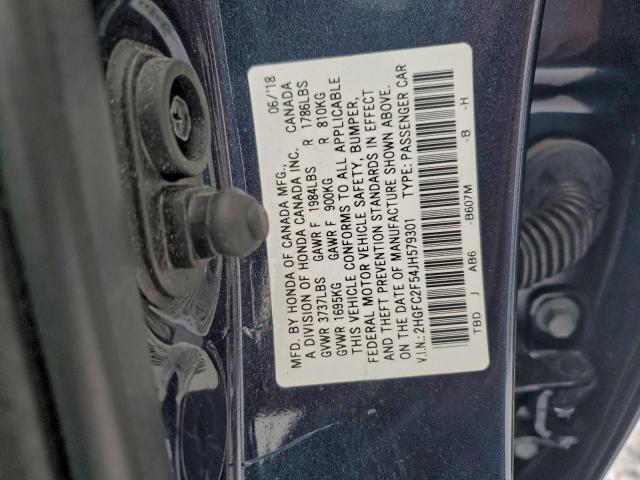 MFD. BY HONDA OF CANADA MFG., 06/'18
A DIVISION OF HONDA CANADA INC. CANADA
GVWR 3737LBS GAWR F 1984LBS R 1786LBS
GVWR 1695KG GAWR F 900KG R 810KG
THIS VEHICLE CONFORMS TO ALL APPLICABLE
FEDERAL MOTOR VEHICLE SAFETY, BUMPER,
AND THEFT PREVENTION STANDARDS IN EFFECT
ON THE DATE OF MANUFACTURE SHOWN ABOVE.
V.I.N.: 2HGFC2F54JH579301 TYPE: PASSENGER CAR
TBD J AB6 -B607M -B -H